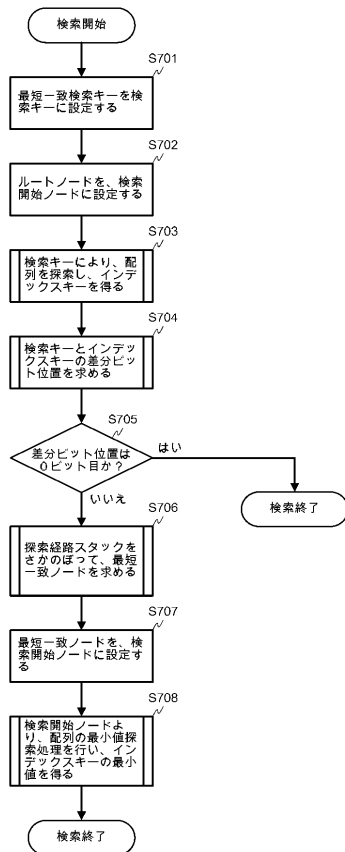 検索開始
S701
最短一致検索キーを検
索キーに設定する
S702
ルートノードを、検索
開始ノードに設定する
S703
検索キーにより、配
列を探索し、インデ
ックスキーを得る
S704
検索キーとインデッ
クスキーの差分ビッ
ト位置を求める
S705
差分ビット位置は
0ビット目か？
はい
検索終了
いいえ
S706
探索経路スタックを
さかのぼって、最短
一致ノードを求める
S707
最短一致ノードを、検
索開始ノードに設定す
る
S708
検索開始ノードよ
り、配列の最小値探
索処理を行い、イン
デックスキーの最小
値を得る
検索終了